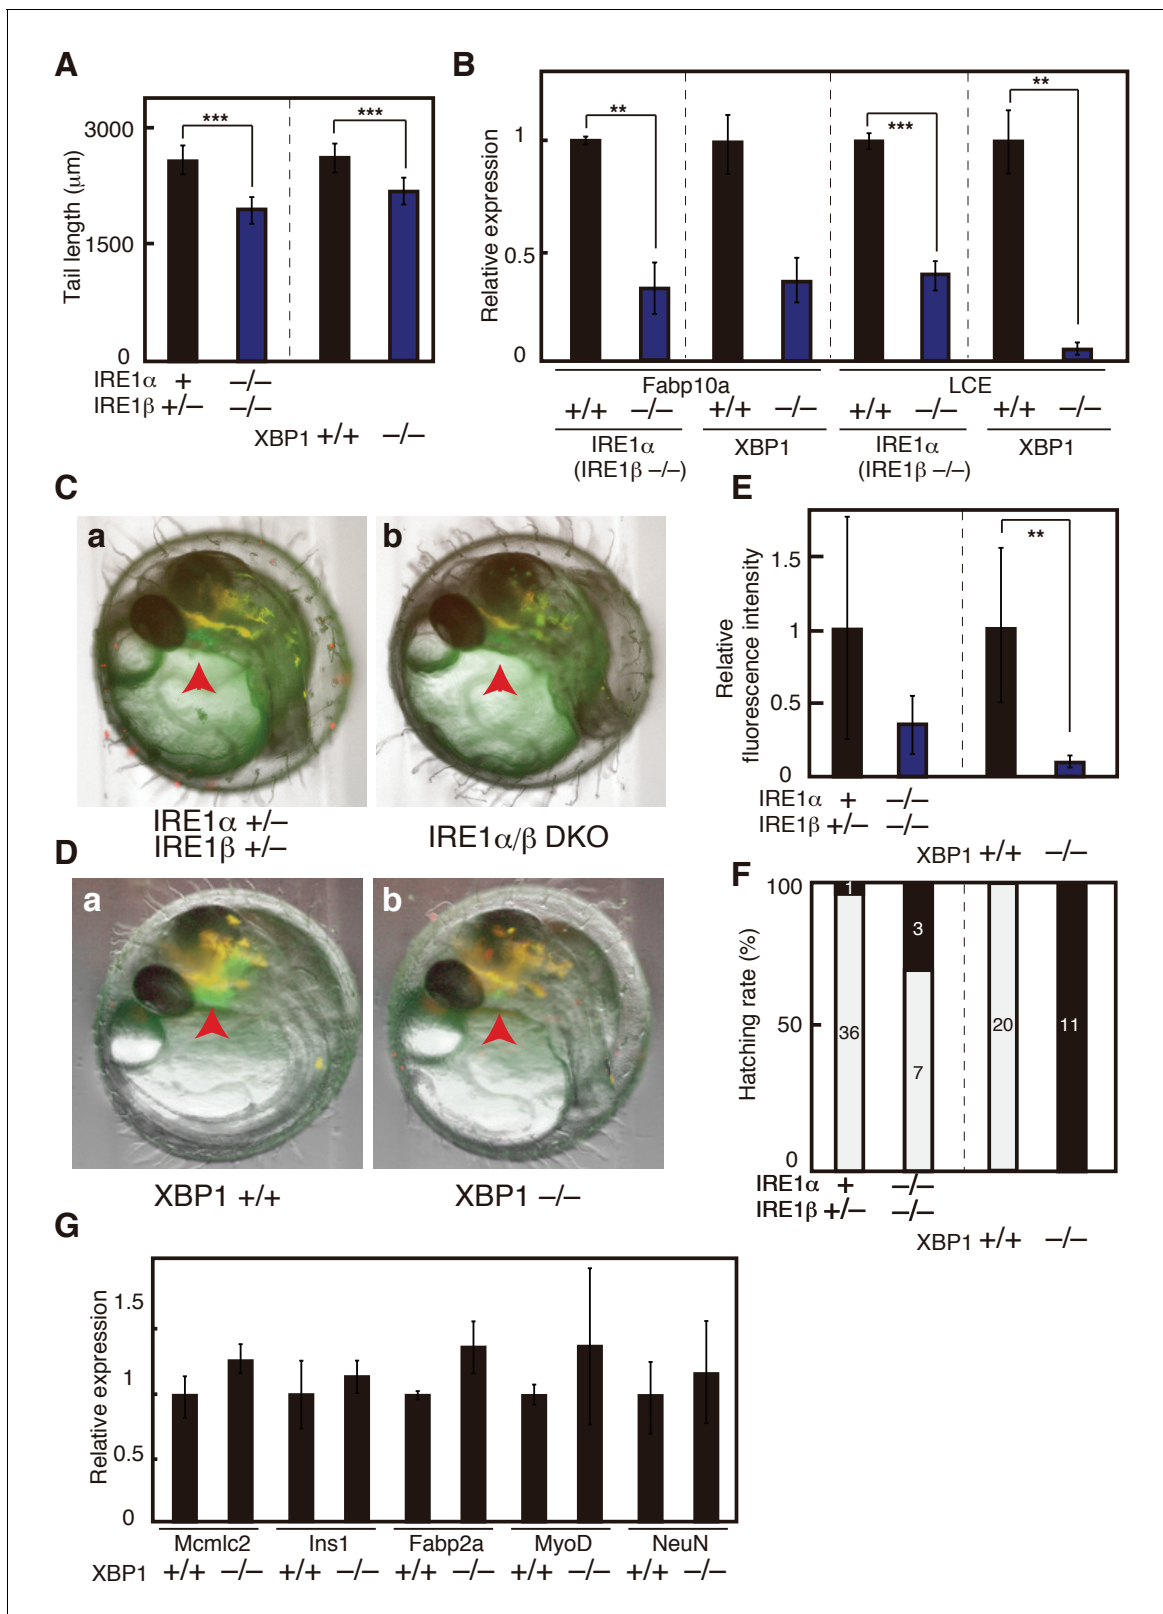 A
Tail length (μm)
3000
1500
0
***
***
IRE1α + –/–
IRE1β +/– –/–
XBP1 +/+ –/–
B
Relative expression
1
0.5
0
**
***
**
Fabp10a
LCE
+/+ –/– +/+ –/– +/+ –/– +/+ –/–
IRE1α
(IRE1β –/–)
XBP1
IRE1α
(IRE1β –/–)
XBP1
C
a
b
IRE1α +/–
IRE1β +/–
IRE1α/β DKO
D
a
b
XBP1 +/+
XBP1 –/–
E
Relative
fluorescence intensity
1.5
1
0.5
0
**
IRE1α + –/–
IRE1β +/– –/–
XBP1 +/+ –/–
F
Hatching rate (%)
100
50
0
1
36
3
7
20
11
IRE1α + –/–
IRE1β +/– –/–
XBP1 +/+ –/–
G
Relative expression
1.5
1
0.5
0
Mcmlc2 Ins1 Fabp2a MyoD NeuN
XBP1 +/+ –/– +/+ –/– +/+ –/– +/+ –/– +/+ –/–